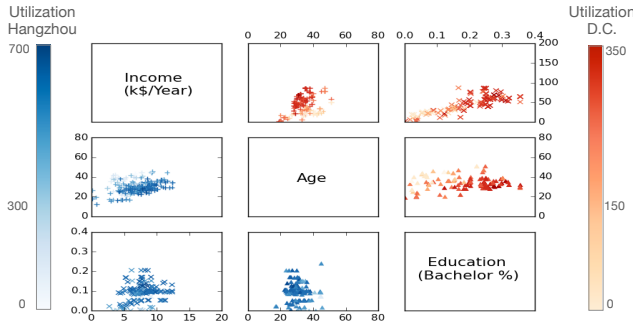 Utilization
Hangzhou
Utilization
D.C.
700
300
0
350
150
0
0 20 40 60 80
0.0 0.1 0.2 0.3 0.4
Income
(k$/Year)
200
150
100
50
0
80
60
40
20
0
Age
80
60
40
20
0
0.4
0.3
0.2
0.1
0.0
Education
(Bachelor %)
0 5 10 15 20
0 20 40 60 80